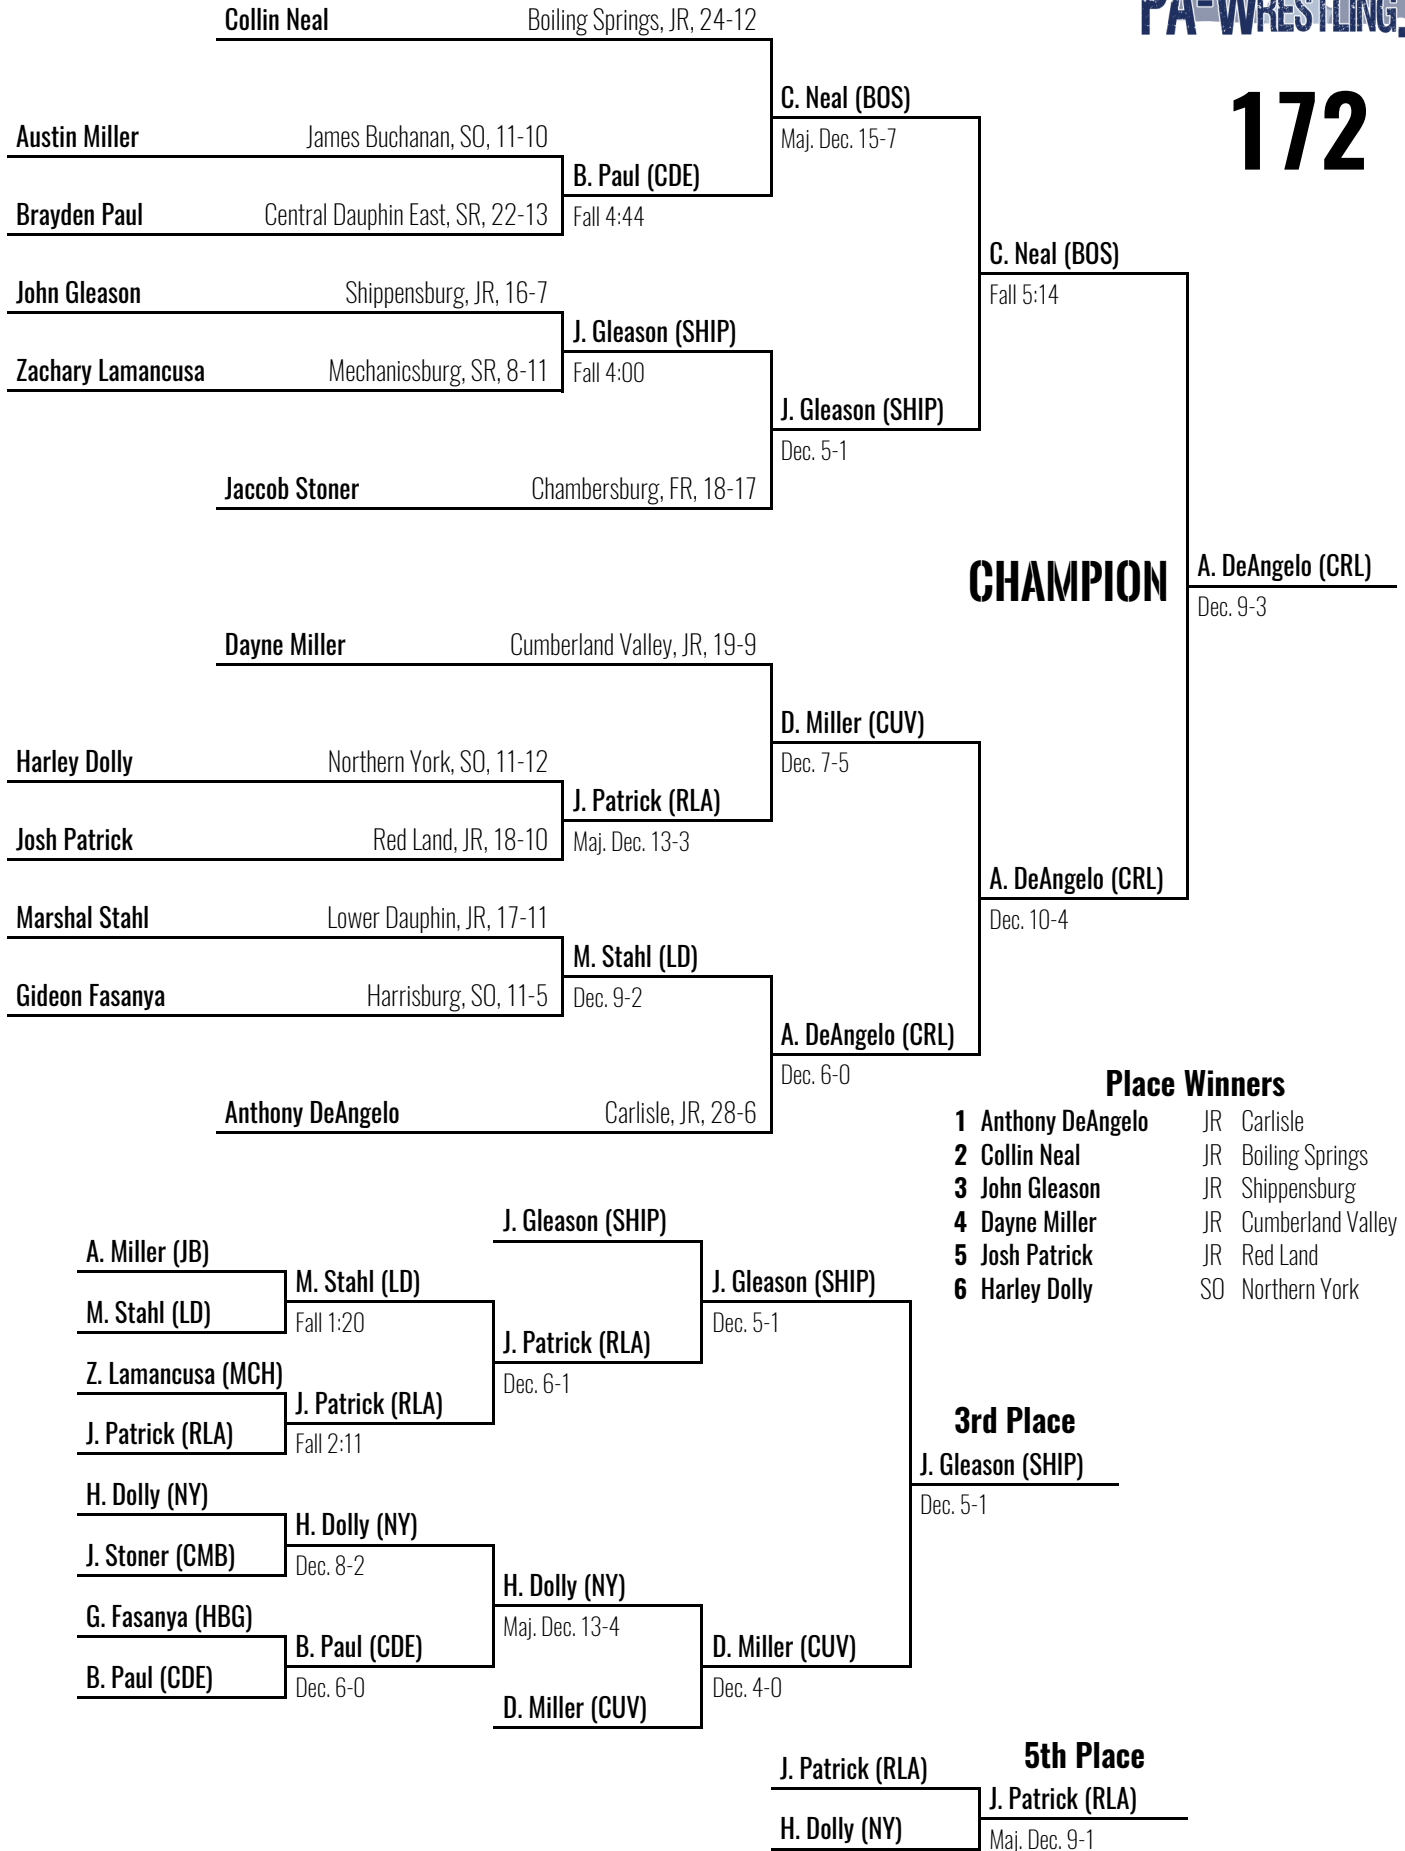 PA-WRESTLING.
172
Collin Neal Boiling Springs, JR, 24-12
C. Neal (BOS)
Maj. Dec. 15-7
Austin Miller James Buchanan, SO, 11-10
B. Paul (CDE)
Fall 4:44
Brayden Paul Central Dauphin East, SR, 22-13
C. Neal (BOS)
Fall 5:14
John Gleason Shippensburg, JR, 16-7
J. Gleason (SHIP)
Fall 4:00
Zachary Lamancusa Mechanicsburg, SR, 8-11
J. Gleason (SHIP)
Dec. 5-1
Jaccob Stoner Chambersburg, FR, 18-17
CHAMPION
A. DeAngelo (CRL)
Dec. 9-3
Dayne Miller Cumberland Valley, JR, 19-9
D. Miller (CUV)
Dec. 7-5
Harley Dolly Northern York, SO, 11-12
J. Patrick (RLA)
Maj. Dec. 13-3
Josh Patrick Red Land, JR, 18-10
A. DeAngelo (CRL)
Dec. 10-4
Marshal Stahl Lower Dauphin, JR, 17-11
M. Stahl (LD)
Dec. 9-2
Gideon Fasanya Harrisburg, SO, 11-5
A. DeAngelo (CRL)
Dec. 6-0
Anthony DeAngelo Carlisle, JR, 28-6
Place Winners
1 Anthony DeAngelo JR Carlisle
2 Collin Neal JR Boiling Springs
3 John Gleason JR Shippensburg
4 Dayne Miller JR Cumberland Valley
5 Josh Patrick JR Red Land
6 Harley Dolly SO Northern York
J. Gleason (SHIP)
A. Miller (JB)
M. Stahl (LD)
Fall 1:20
M. Stahl (LD)
J. Gleason (SHIP)
Dec. 5-1
J. Patrick (RLA)
Dec. 6-1
Z. Lamancusa (MCH)
J. Patrick (RLA)
Fall 2:11
J. Patrick (RLA)
3rd Place
J. Gleason (SHIP)
Dec. 5-1
H. Dolly (NY)
H. Dolly (NY)
Dec. 8-2
J. Stoner (CMB)
H. Dolly (NY)
Maj. Dec. 13-4
G. Fasanya (HBG)
B. Paul (CDE)
Dec. 6-0
B. Paul (CDE)
D. Miller (CUV)
Dec. 4-0
D. Miller (CUV)
5th Place
J. Patrick (RLA)
J. Patrick (RLA)
Maj. Dec. 9-1
H. Dolly (NY)